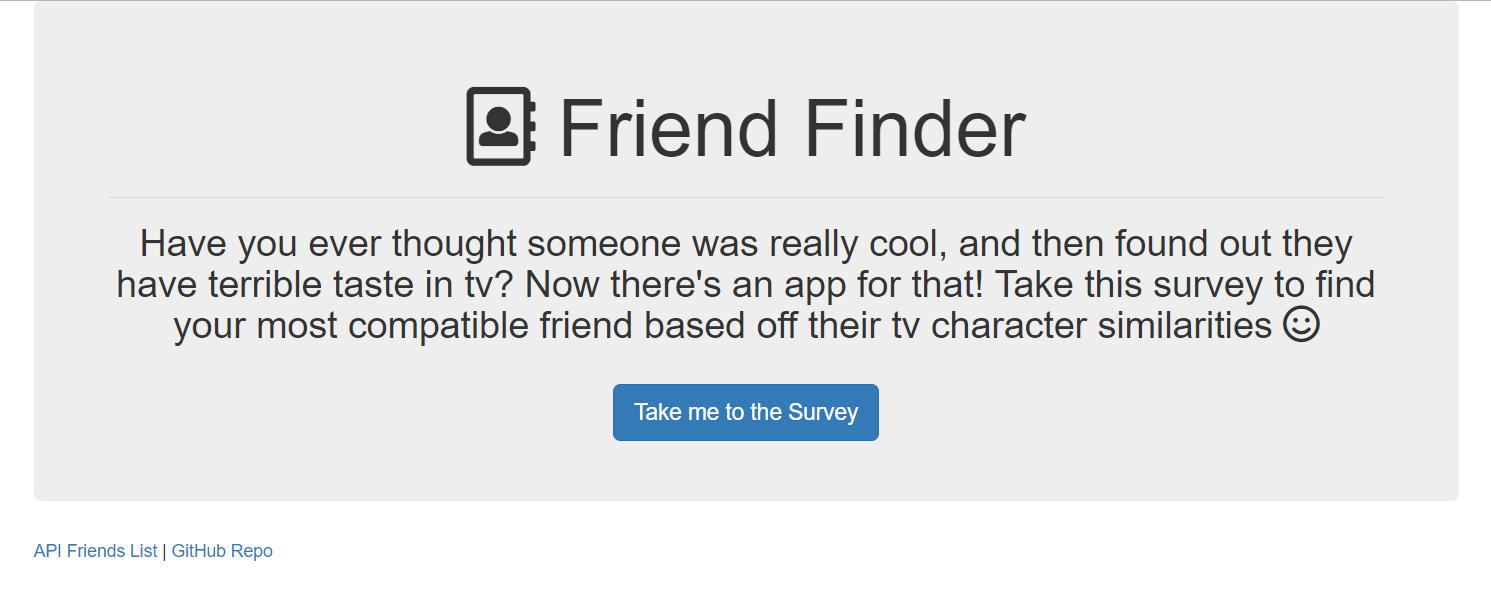 Friend Finder
Have you ever thought someone was really cool, and then found out they
have terrible taste in tv? Now there's an app for that! Take this survey to find
your most compatible friend based off their tv character similarities
Take me to the Survey
API Friends List | GitHub Repo